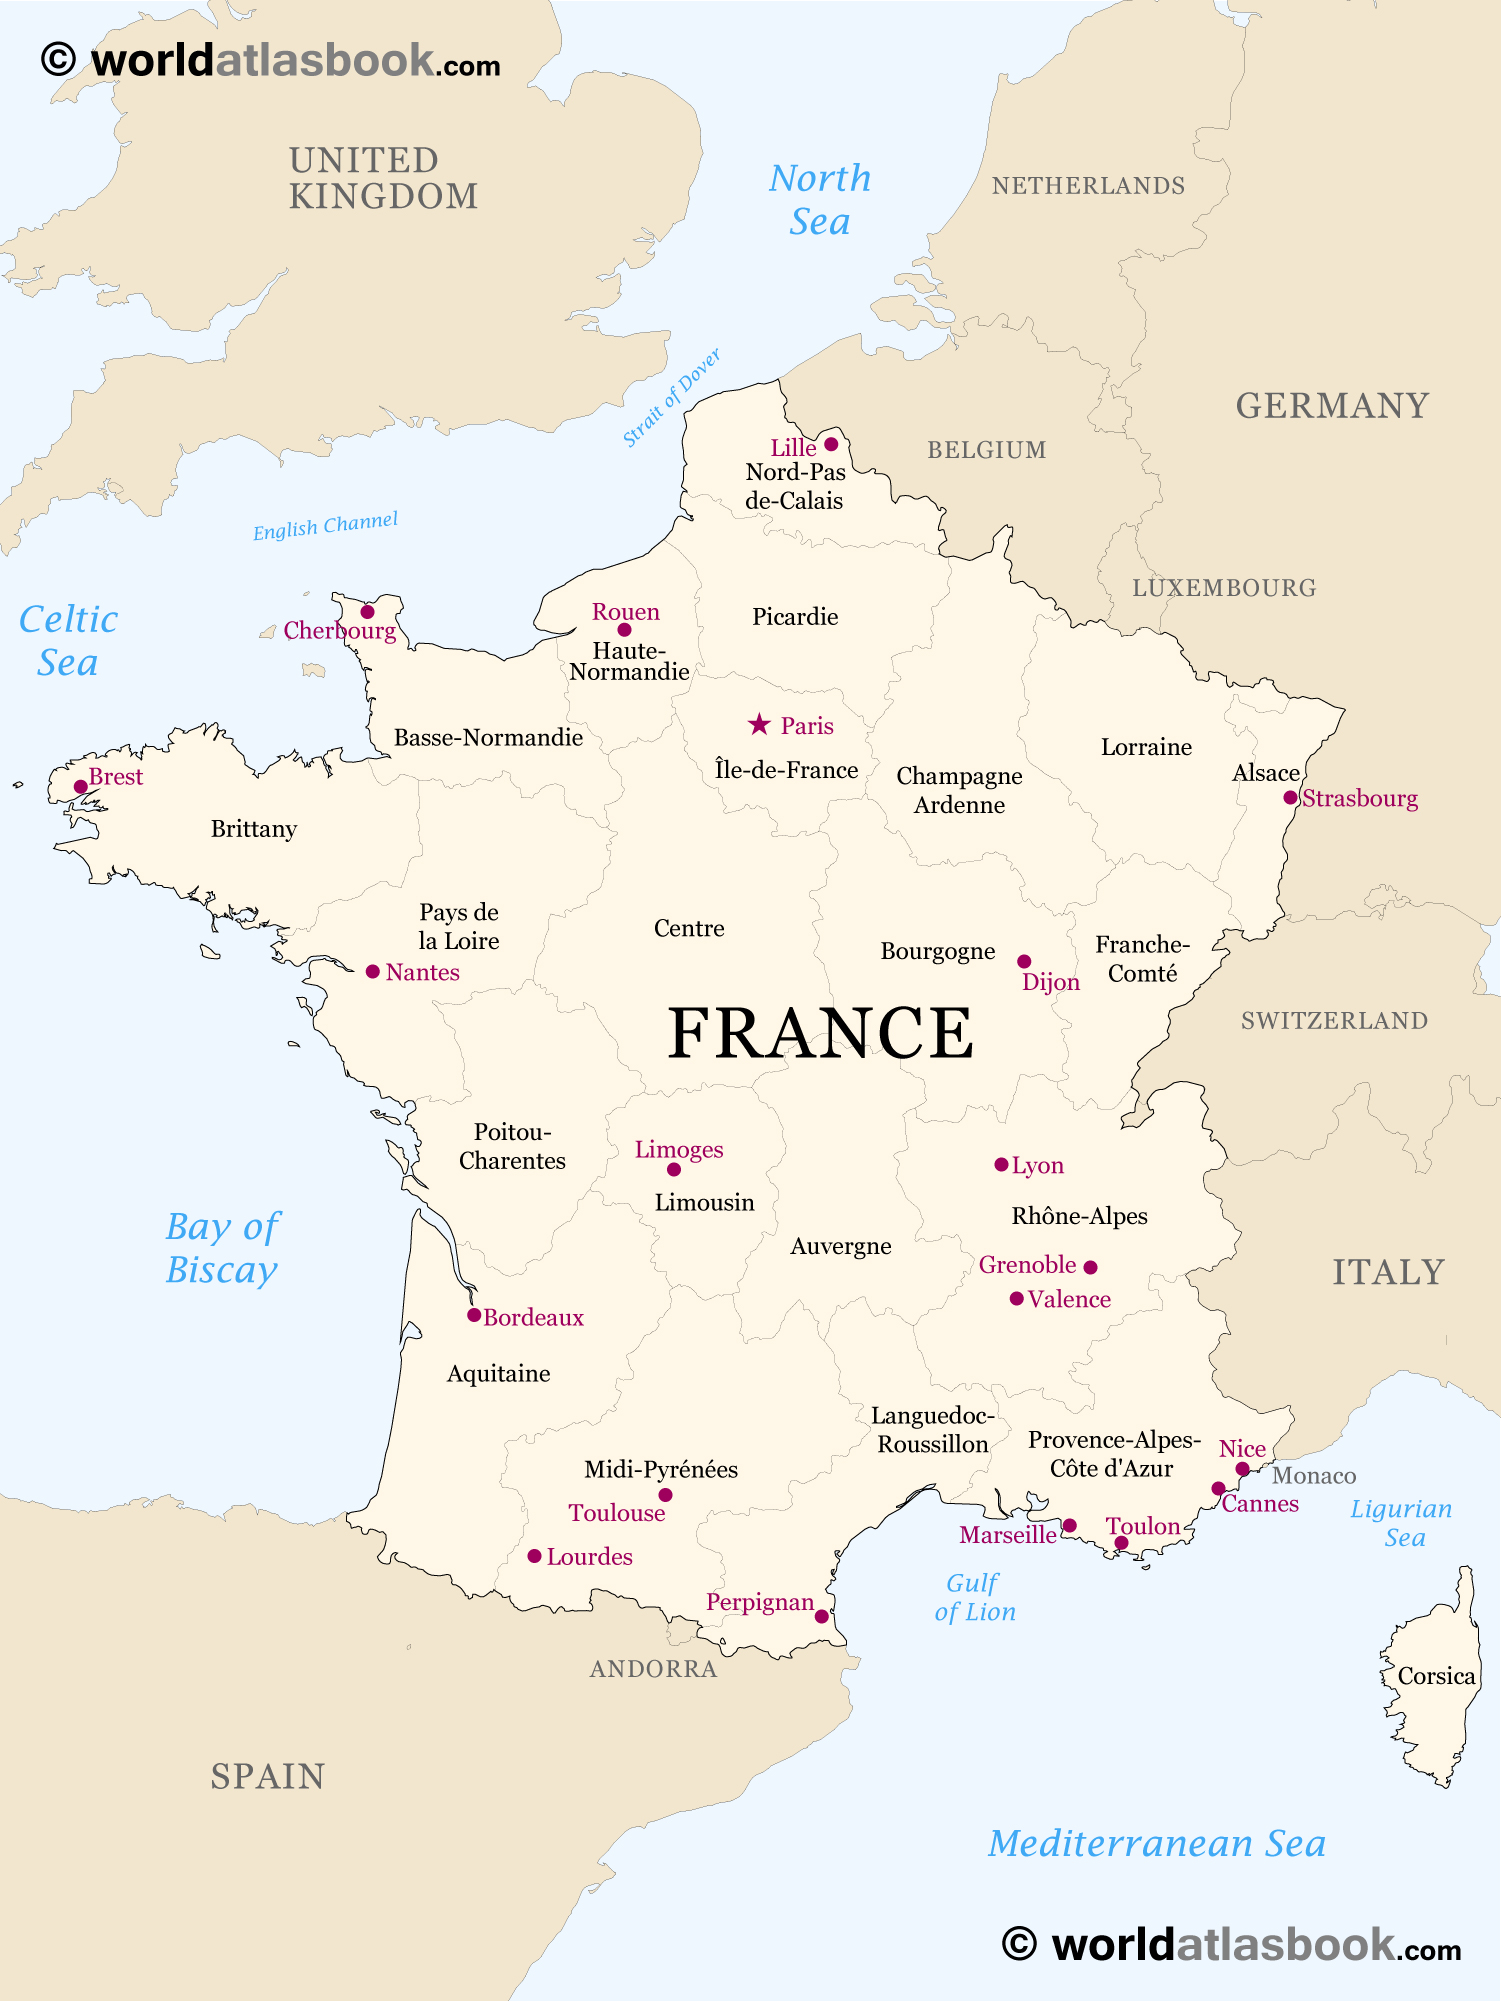 © worldatlasbook.com
UNITED
KINGDOM
North
Sea
NETHERLANDS
Strait of Dover
GERMANY
Lille
BELGIUM
Nord-Pas
de-Calais
English Channel
LUXEMBOURG
Celtic
Sea
Cherbourg
Rouen
Haute-
Normandie
Picardie
Paris
Île-de-France
Basse-Normandie
Champagne
Ardenne
Lorraine
Alsace
Strasbourg
Brest
Brittany
Pays de
la Loire
Nantes
Centre
Bourgogne
Dijon
Franche-
Comté
FRANCE
SWITZERLAND
Poitou-
Charentes
Limoges
Limousin
Lyon
Rhône-Alpes
Auvergne
Grenoble
Valence
Bay of
Biscay
ITALY
Bordeaux
Aquitaine
Languedoc-
Roussillon
Provence-Alpes-
Côte d'Azur
Nice
Monaco
Cannes
Midi-Pyrénées
Toulouse
Marseille
Toulon
Ligurian
Sea
Lourdes
Perpignan
Gulf
of Lion
ANDORRA
Corsica
SPAIN
Mediterranean Sea
© worldatlasbook.com